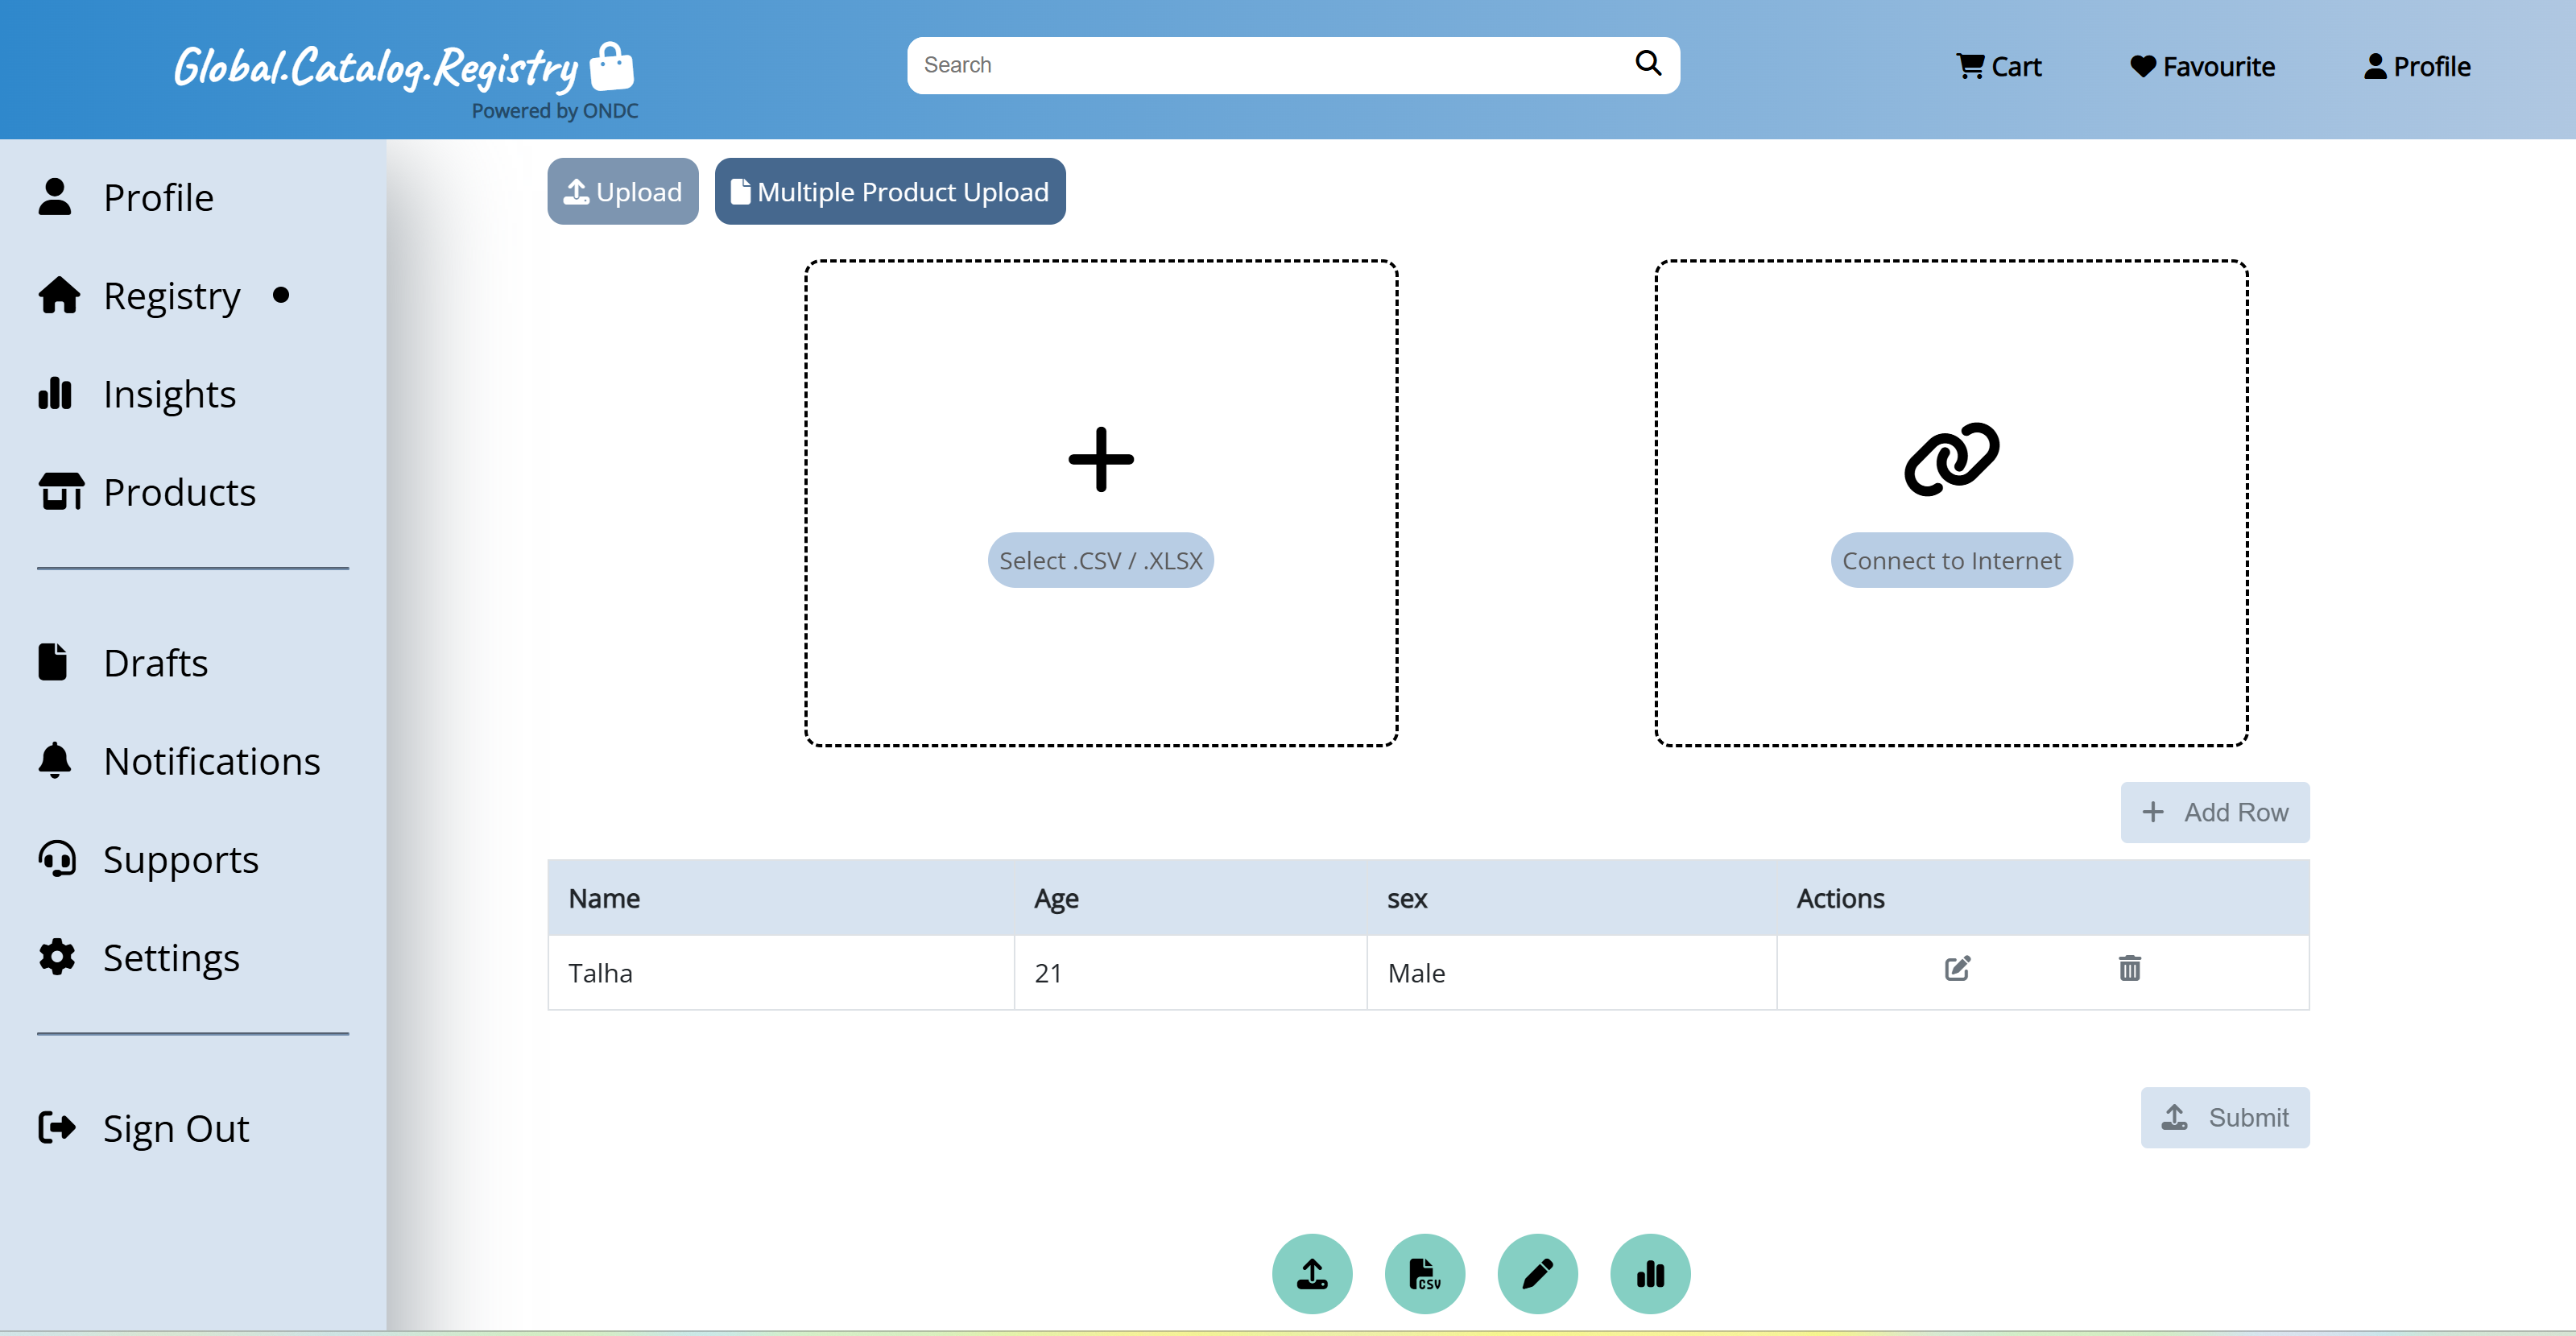 Global.Catalog.Registry
Powered by ONDC
Search
Cart
Favourite
Profile
Profile
Registry
Insights
Products
Drafts
Notifications
Supports
Settings
Sign Out
Upload
Multiple Product Upload
Select .CSV / .XLSX
Connect to Internet
Add Row
Name Age sex Actions
Talha 21 Male
Submit
CSV